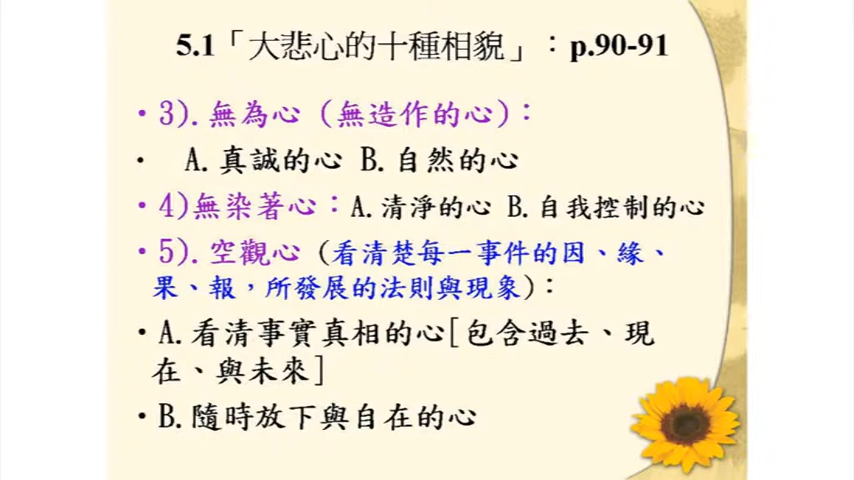 5.1「大悲心的十種相貌」：p.90-91
•3).無為心(無造作的心)：
• A.真誠的心 B.自然的心
•4)無染著心：A.清淨的心 B.自我控制的心
•5).空觀心(看清楚每一事件的因、緣、
果、報，所發展的法則與現象)：
•A.看清事實真相的心[包含過去、現
在、與未來]
•B.隨時放下與自在的心